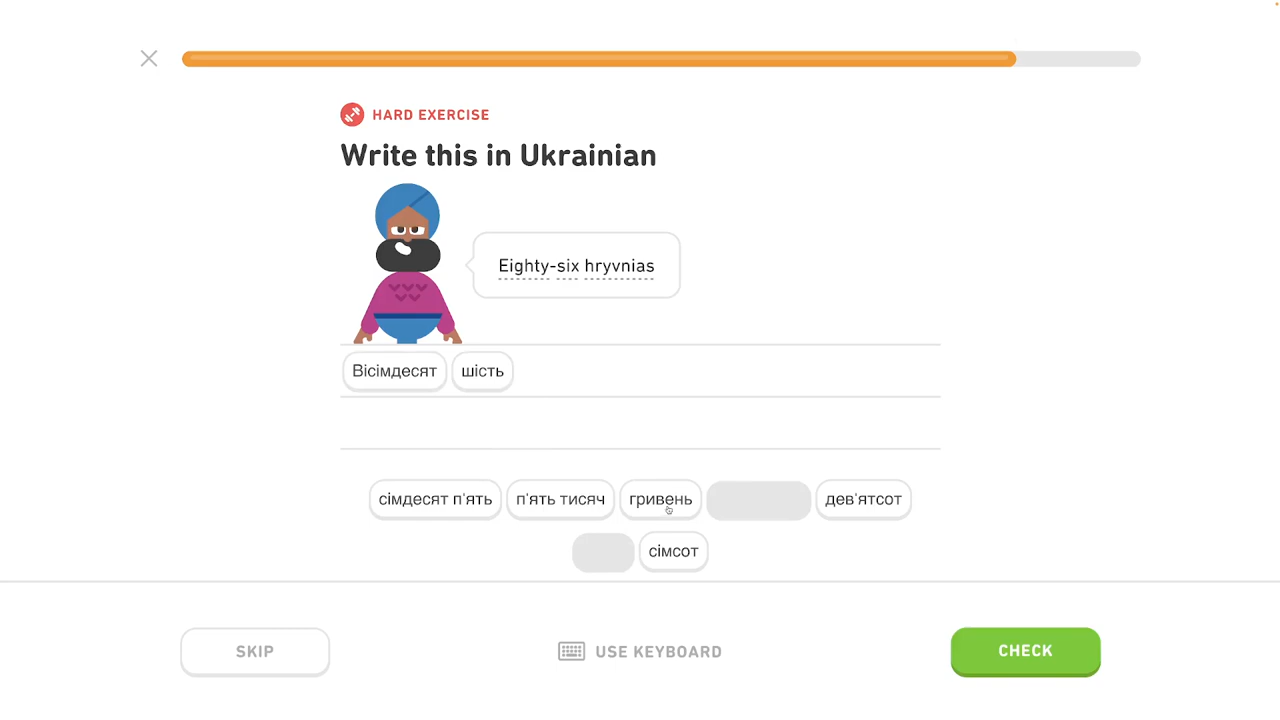 HARD EXERCISE
Write this in Ukrainian
Eighty-six hryvnias
Вісімдесят шість
сімдесят п'ять п'ять тисяч гривень дев'ятсот
сімсот
SKIP USE KEYBOARD CHECK